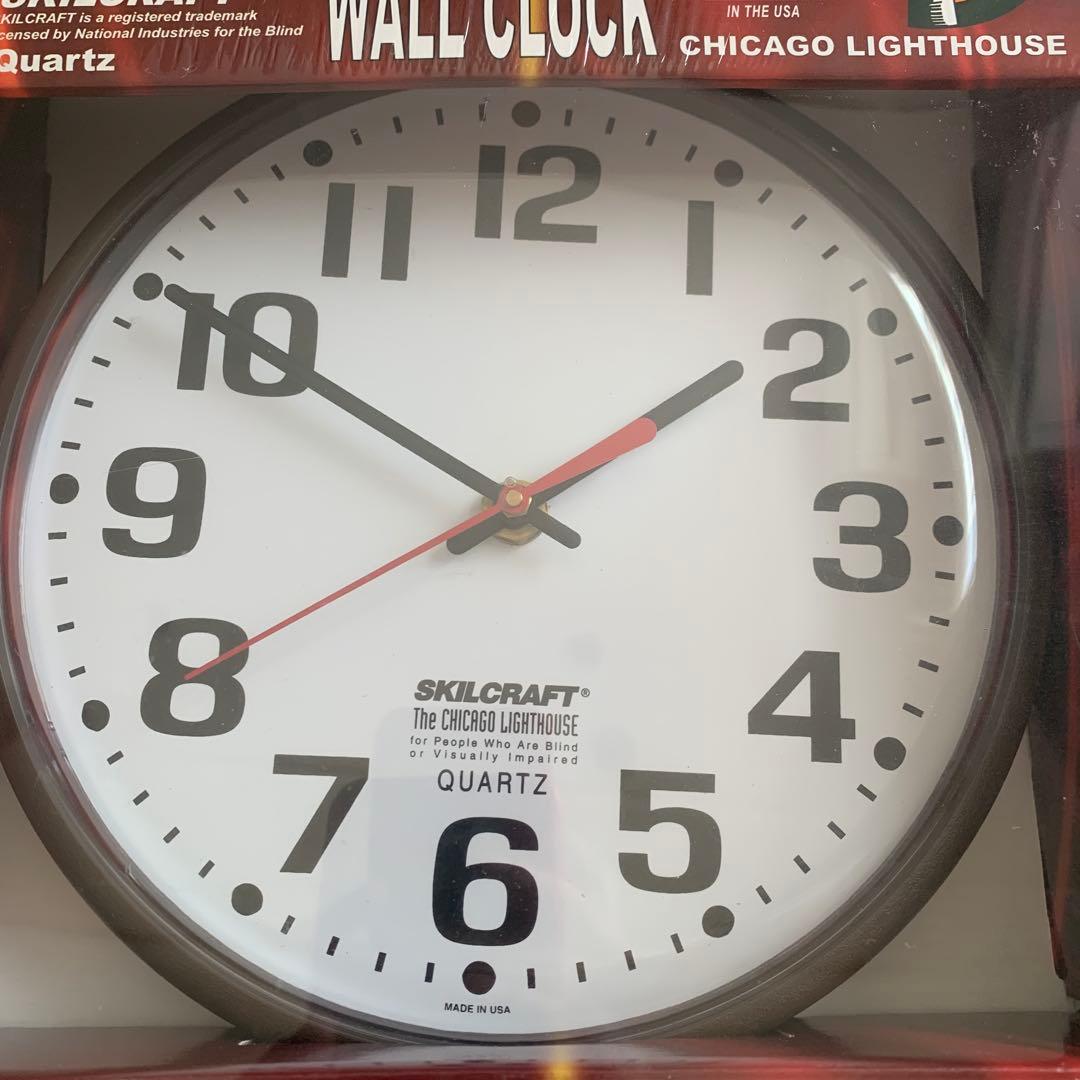 SKILCRAFT
SKILCRAFT is a registered trademark
licensed by National Industries for the Blind
Quartz
WALL CLOCK
IN THE USA
CHICAGO LIGHTHOUSE
12
11
1
10
2
9
3
8
4
7
5
6
SKILCRAFT®
The CHICAGO LIGHTHOUSE
for People Who Are Blind
or Visually Impaired
QUARTZ
MADE IN USA